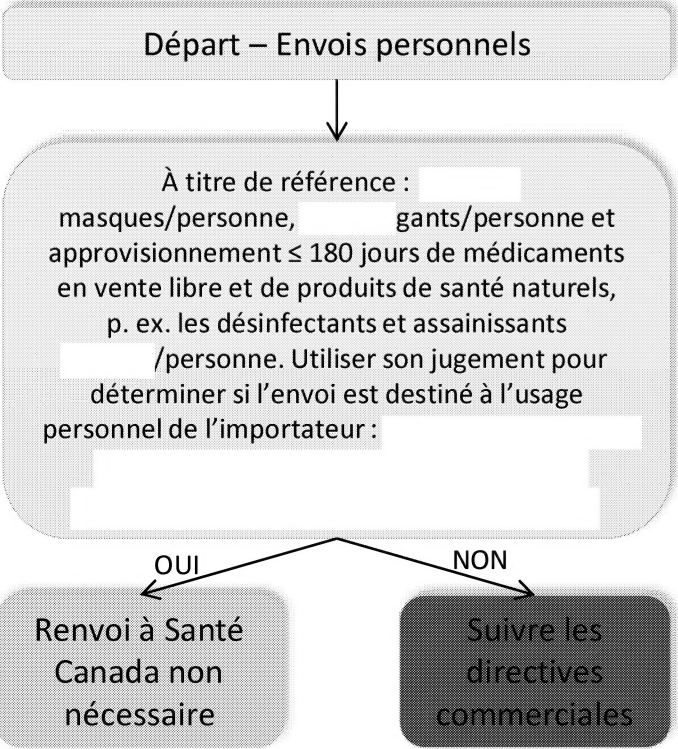 Départ – Envois personnels
À titre de référence :
masques/personne, gants/personne et
approvisionnement ≤ 180 jours de médicaments
en vente libre et de produits de santé naturels,
p. ex. les désinfectants et assainissants
/personne. Utiliser son jugement pour
déterminer si l’envoi est destiné à l’usage
personnel de l’importateur :
OUI
NON
Renvoi à Santé
Canada non
nécessaire
Suivre les
directives
commerciales